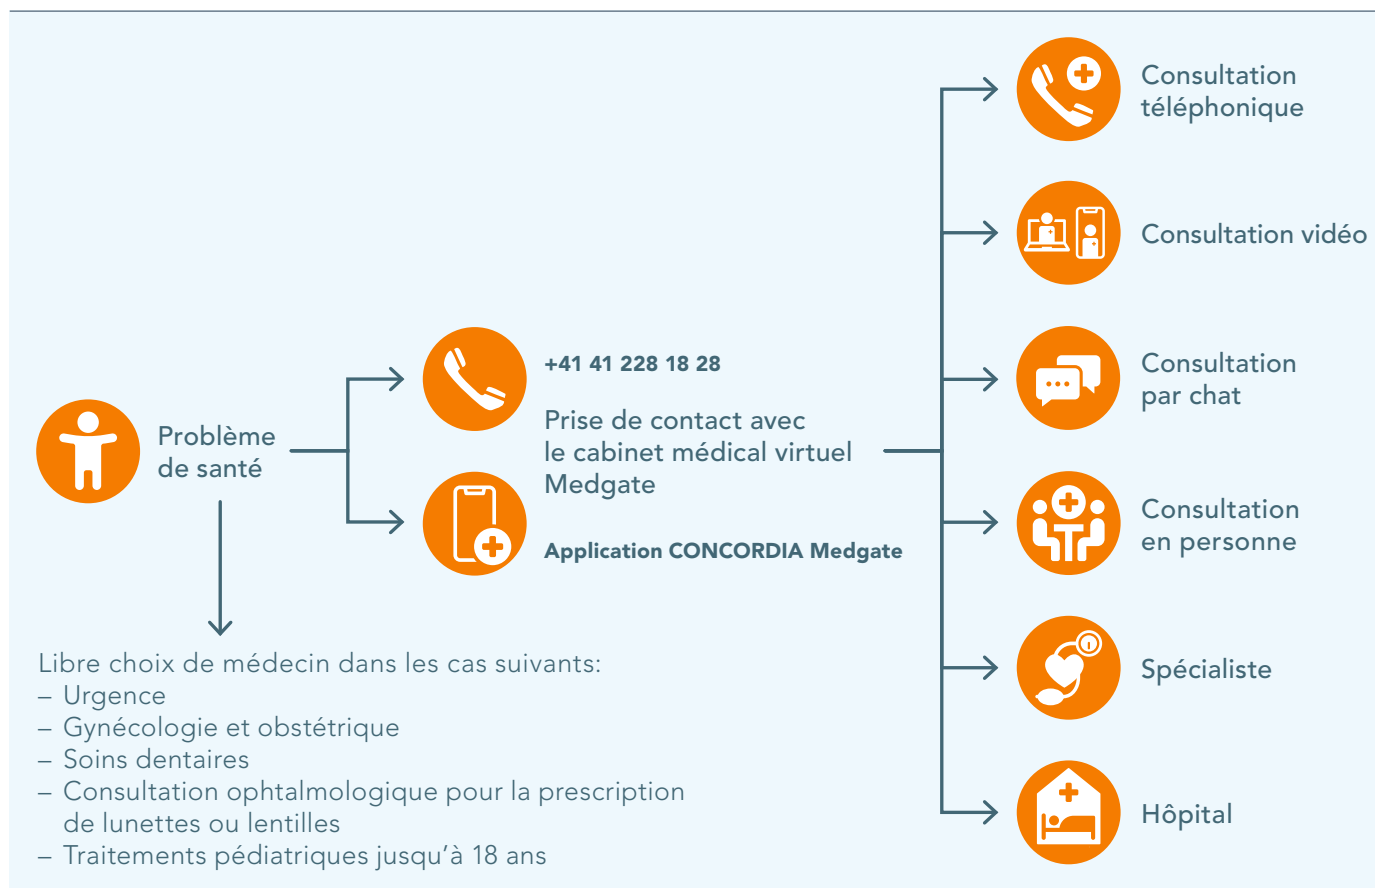 Problème
de santé
Libre choix de médecin dans les cas suivants:
– Urgence
– Gynécologie et obstétrique
– Soins dentaires
– Consultation ophtalmologique pour la prescription
de lunettes ou lentilles
– Traitements pédiatriques jusqu’à 18 ans
+41 41 228 18 28
Prise de contact avec
le cabinet médical virtuel
Medgate
Application CONCORDIA Medgate
Consultation
téléphonique
Consultation vidéo
Consultation
par chat
Consultation
en personne
Spécialiste
Hôpital